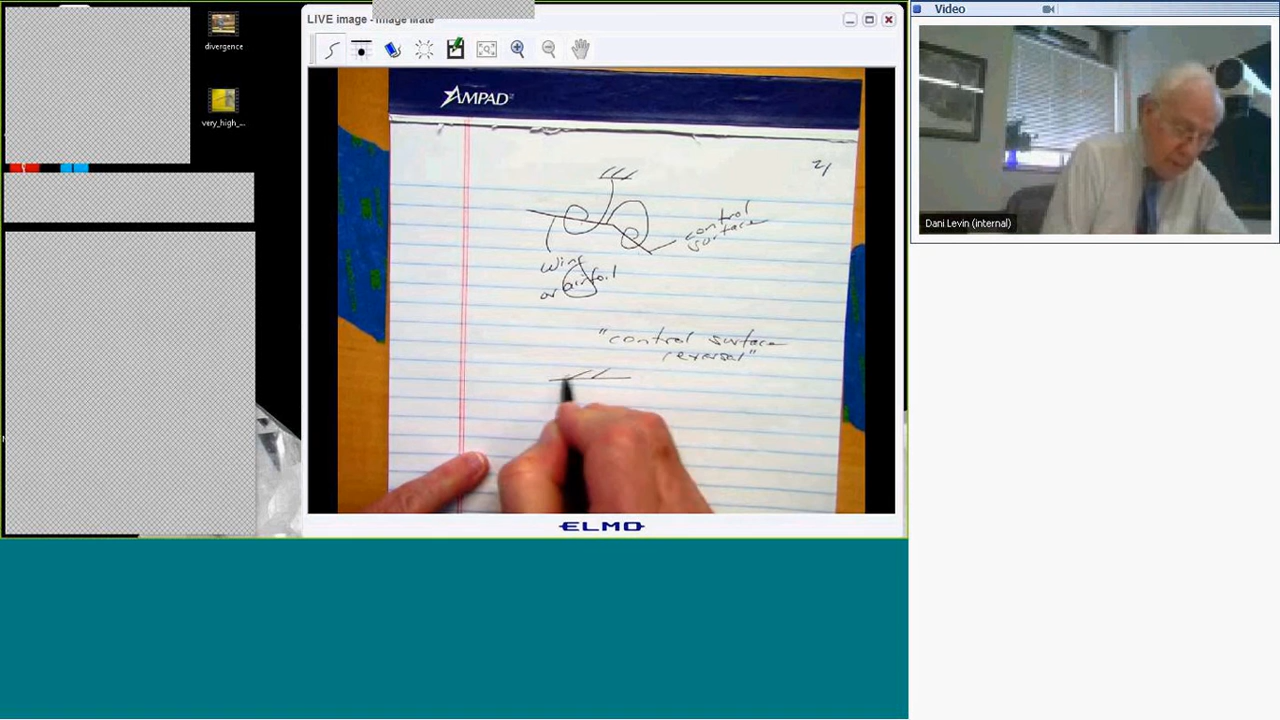 divergence
very_high_...
LIVE image - Image Mate
AMPAD
4
control
surface
wing
or airfoil
"control surface
reversal"
ELMO
Video
Dani Levin (internal)